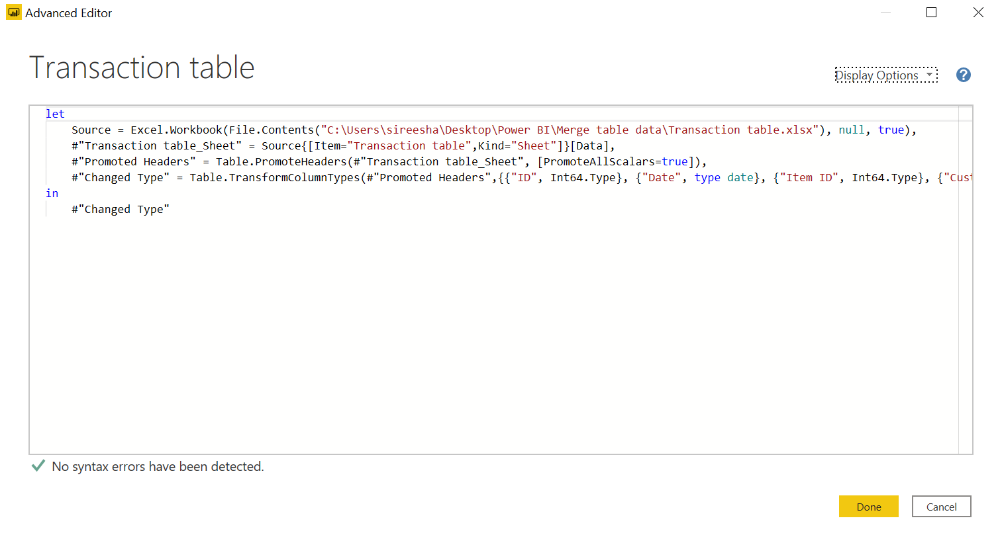 Advanced Editor
Transaction table
Display Options
?
let
Source = Excel.Workbook(File.Contents("C:\Users\sireesha\Desktop\Power BI\Merge table data\Transaction table.xlsx"), null, true),
#"Transaction table_Sheet" = Source{[Item="Transaction table",Kind="Sheet"]}[Data],
#"Promoted Headers" = Table.PromoteHeaders(#"Transaction table_Sheet", [PromoteAllScalars=true]),
#"Changed Type" = Table.TransformColumnTypes(#"Promoted Headers",{{"ID", Int64.Type}, {"Date", type date}, {"Item ID", Int64.Type}, {"Cust
in
#"Changed Type"
No syntax errors have been detected.
Done
Cancel